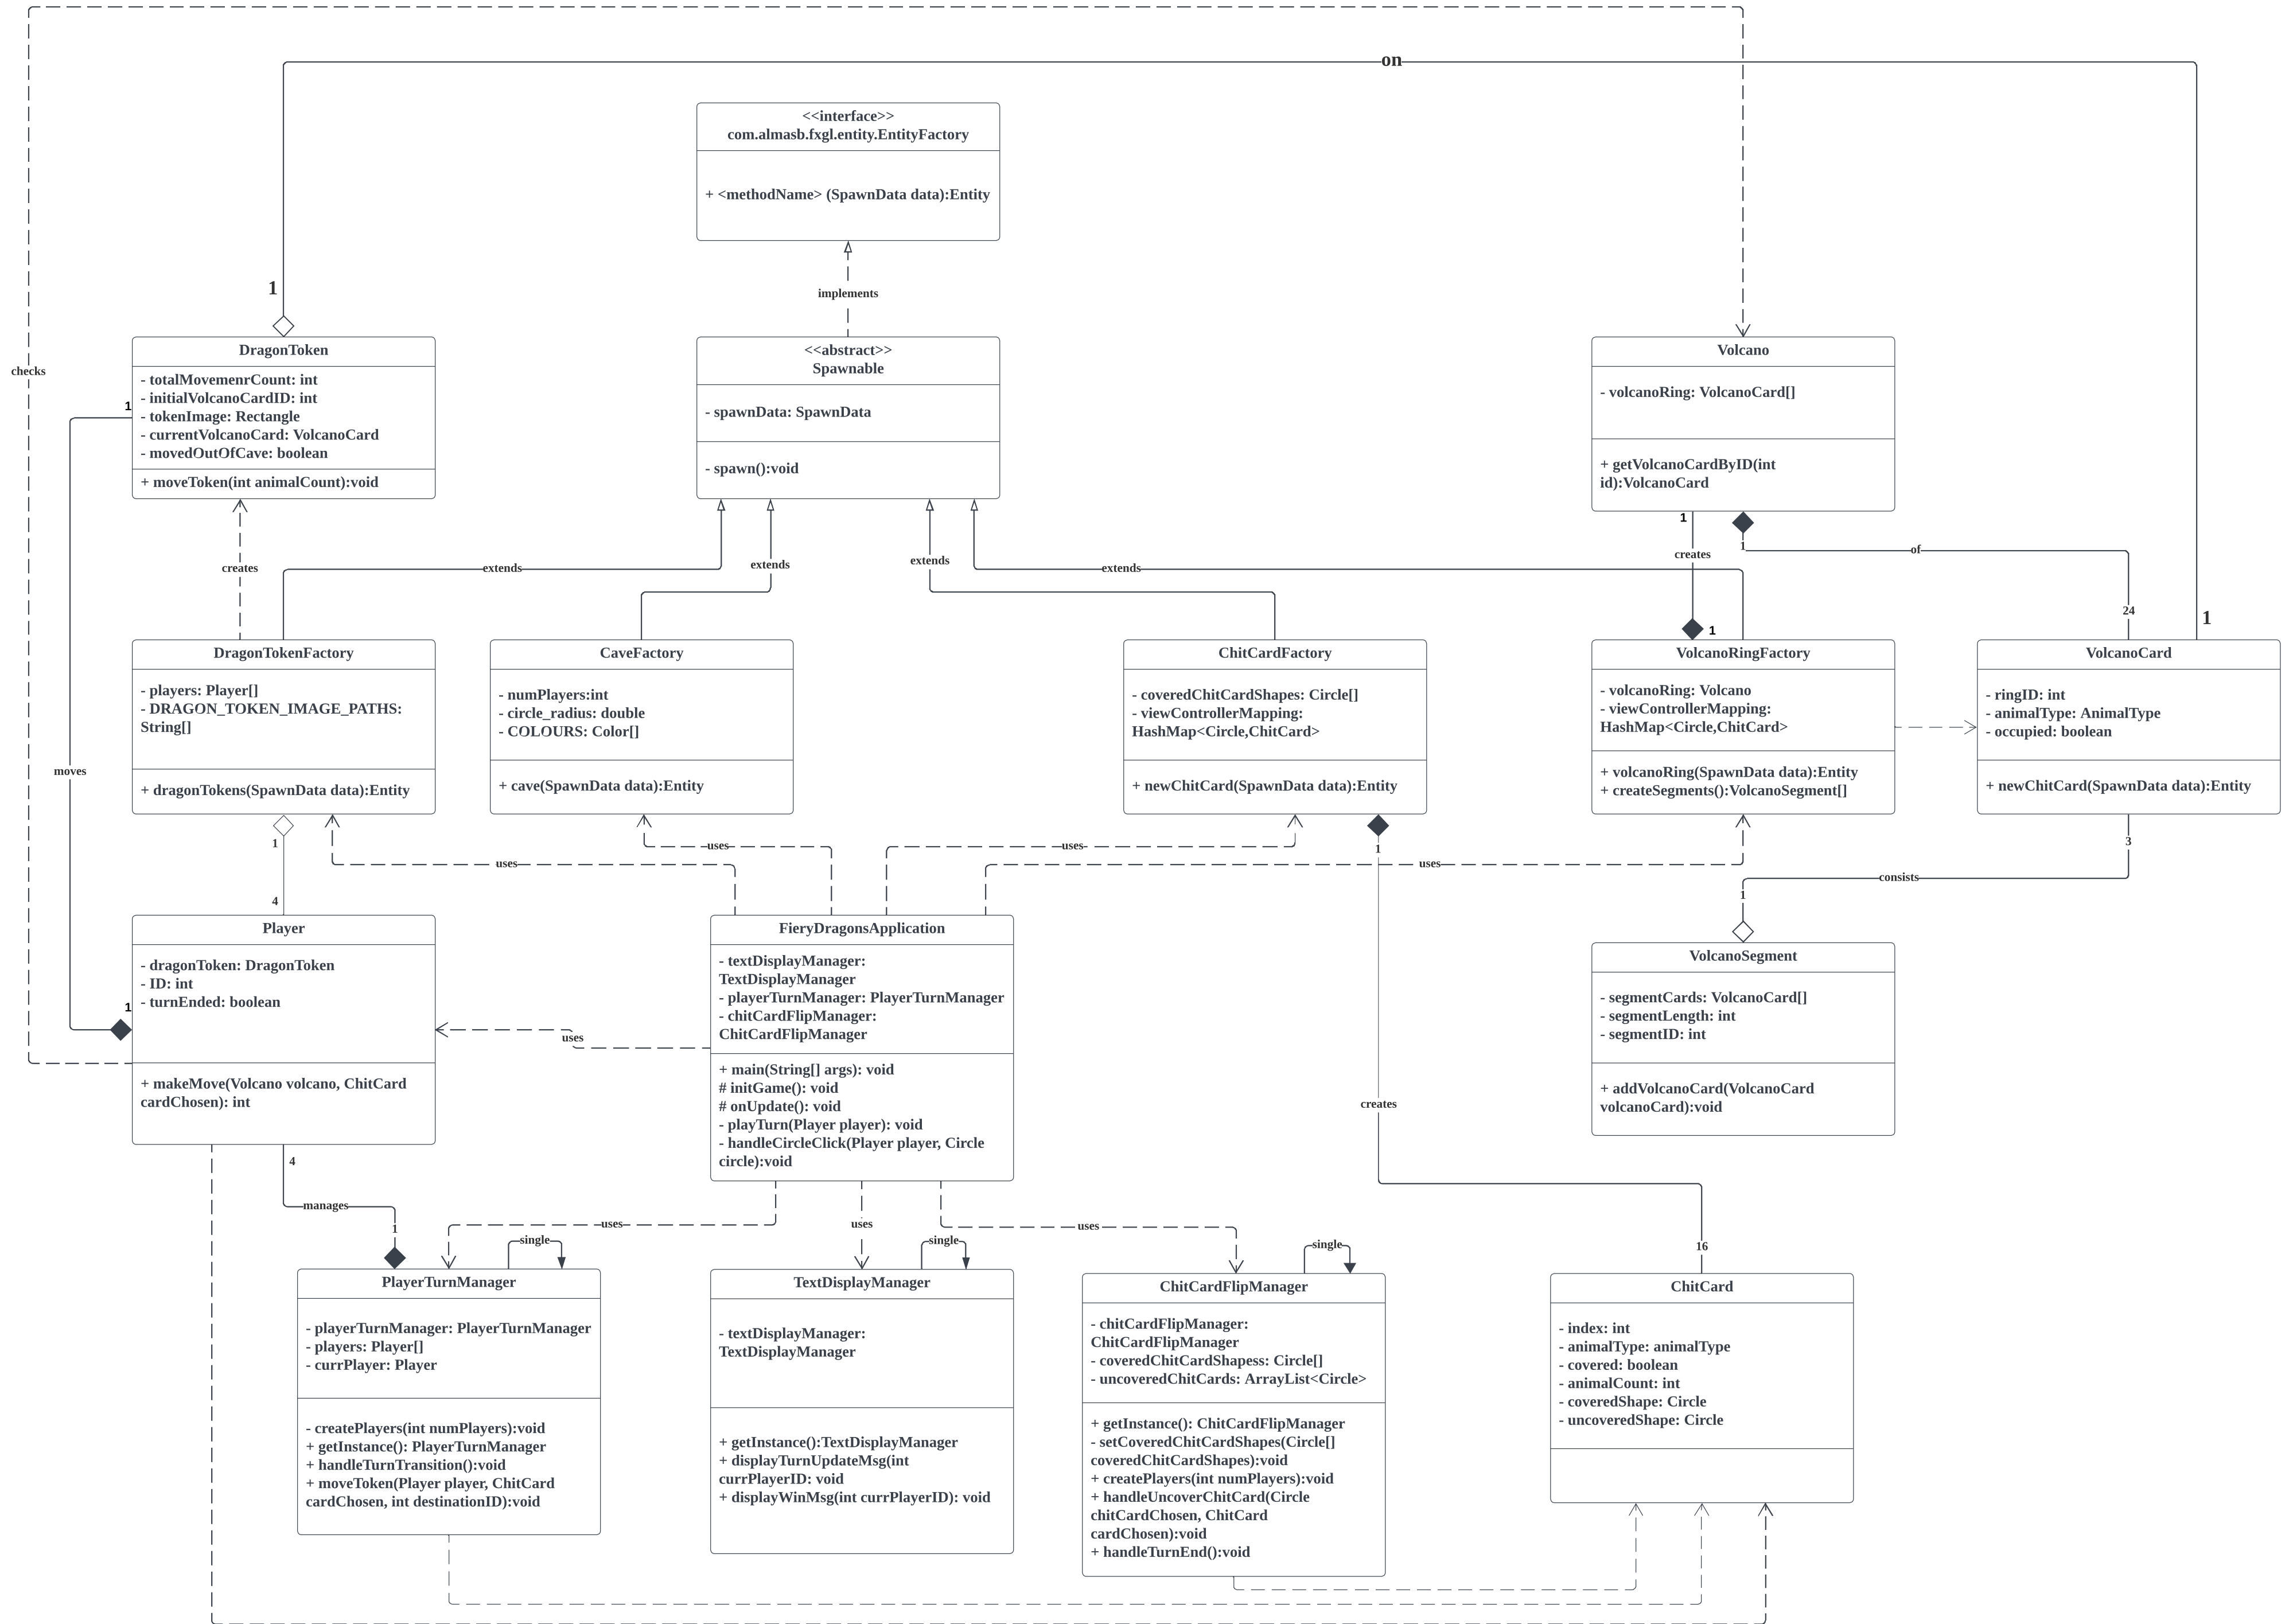 on
<<interface>>
com.almasb.fxgl.entity.EntityFactory
+ <methodName> (SpawnData data):Entity
1
implements
checks
DragonToken
- totalMovemenrCount: int
- initialVolcanoCardID: int
- tokenImage: Rectangle
- currentVolcanoCard: VolcanoCard
- movedOutOfCave: boolean
+ moveToken(int animalCount):void
1
<<abstract>>
Spawnable
- spawnData: SpawnData
- spawn():void
Volcano
- volcanoRing: VolcanoCard[]
+ getVolcanoCardByID(int
id):VolcanoCard
1
1
creates
of
creates
extends
extends
extends
extends
24
1
1
DragonTokenFactory
- players: Player[]
- DRAGON_TOKEN_IMAGE_PATHS:
String[]
+ dragonTokens(SpawnData data):Entity
CaveFactory
- numPlayers:int
- circle_radius: double
- COLOURS: Color[]
+ cave(SpawnData data):Entity
ChitCardFactory
- coveredChitCardShapes: Circle[]
- viewControllerMapping:
HashMap<Circle,ChitCard>
+ newChitCard(SpawnData data):Entity
VolcanoRingFactory
- volcanoRing: Volcano
- viewControllerMapping:
HashMap<Circle,ChitCard>
+ volcanoRing(SpawnData data):Entity
+ createSegments():VolcanoSegment[]
VolcanoCard
- ringID: int
- animalType: AnimalType
- occupied: boolean
+ newChitCard(SpawnData data):Entity
moves
1
uses
uses
uses
1
uses
3
consists
1
4
Player
- dragonToken: DragonToken
- ID: int
- turnEnded: boolean
+ makeMove(Volcano volcano, ChitCard
cardChosen): int
1
uses
FieryDragonsApplication
- textDisplayManager:
TextDisplayManager
- playerTurnManager: PlayerTurnManager
- chitCardFlipManager:
ChitCardFlipManager
+ main(String[] args): void
# initGame(): void
# onUpdate(): void
- playTurn(Player player): void
- handleCircleClick(Player player, Circle
circle):void
VolcanoSegment
- segmentCards: VolcanoCard[]
- segmentLength: int
- segmentID: int
+ addVolcanoCard(VolcanoCard
volcanoCard):void
creates
4
manages
1
uses
uses
uses
single
single
single
16
PlayerTurnManager
- playerTurnManager: PlayerTurnManager
- players: Player[]
- currPlayer: Player
- createPlayers(int numPlayers):void
+ getInstance(): PlayerTurnManager
+ handleTurnTransition():void
+ moveToken(Player player, ChitCard
cardChosen, int destinationID):void
TextDisplayManager
- textDisplayManager:
TextDisplayManager
+ getInstance():TextDisplayManager
+ displayTurnUpdateMsg(int
currPlayerID: void
+ displayWinMsg(int currPlayerID): void
ChitCardFlipManager
- chitCardFlipManager:
ChitCardFlipManager
- coveredChitCardShapess: Circle[]
- uncoveredChitCards: ArrayList<Circle>
+ getInstance(): ChitCardFlipManager
- setCoveredChitCardShapes(Circle[]
coveredChitCardShapes):void
+ createPlayers(int numPlayers):void
+ handleUncoverChitCard(Circle
chitCardChosen, ChitCard
cardChosen):void
+ handleTurnEnd():void
ChitCard
- index: int
- animalType: animalType
- covered: boolean
- animalCount: int
- coveredShape: Circle
- uncoveredShape: Circle